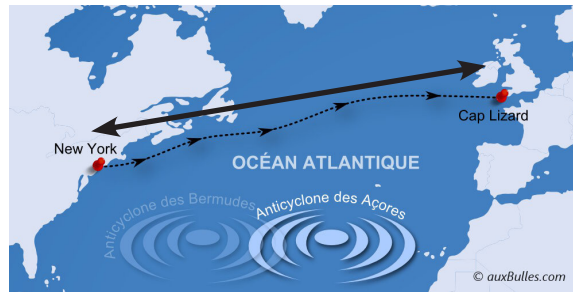 Cap Lizard
New York
OCÉAN ATLANTIQUE
Anticyclone des Bermudes
Anticyclone des Açores
© auxBulles.com